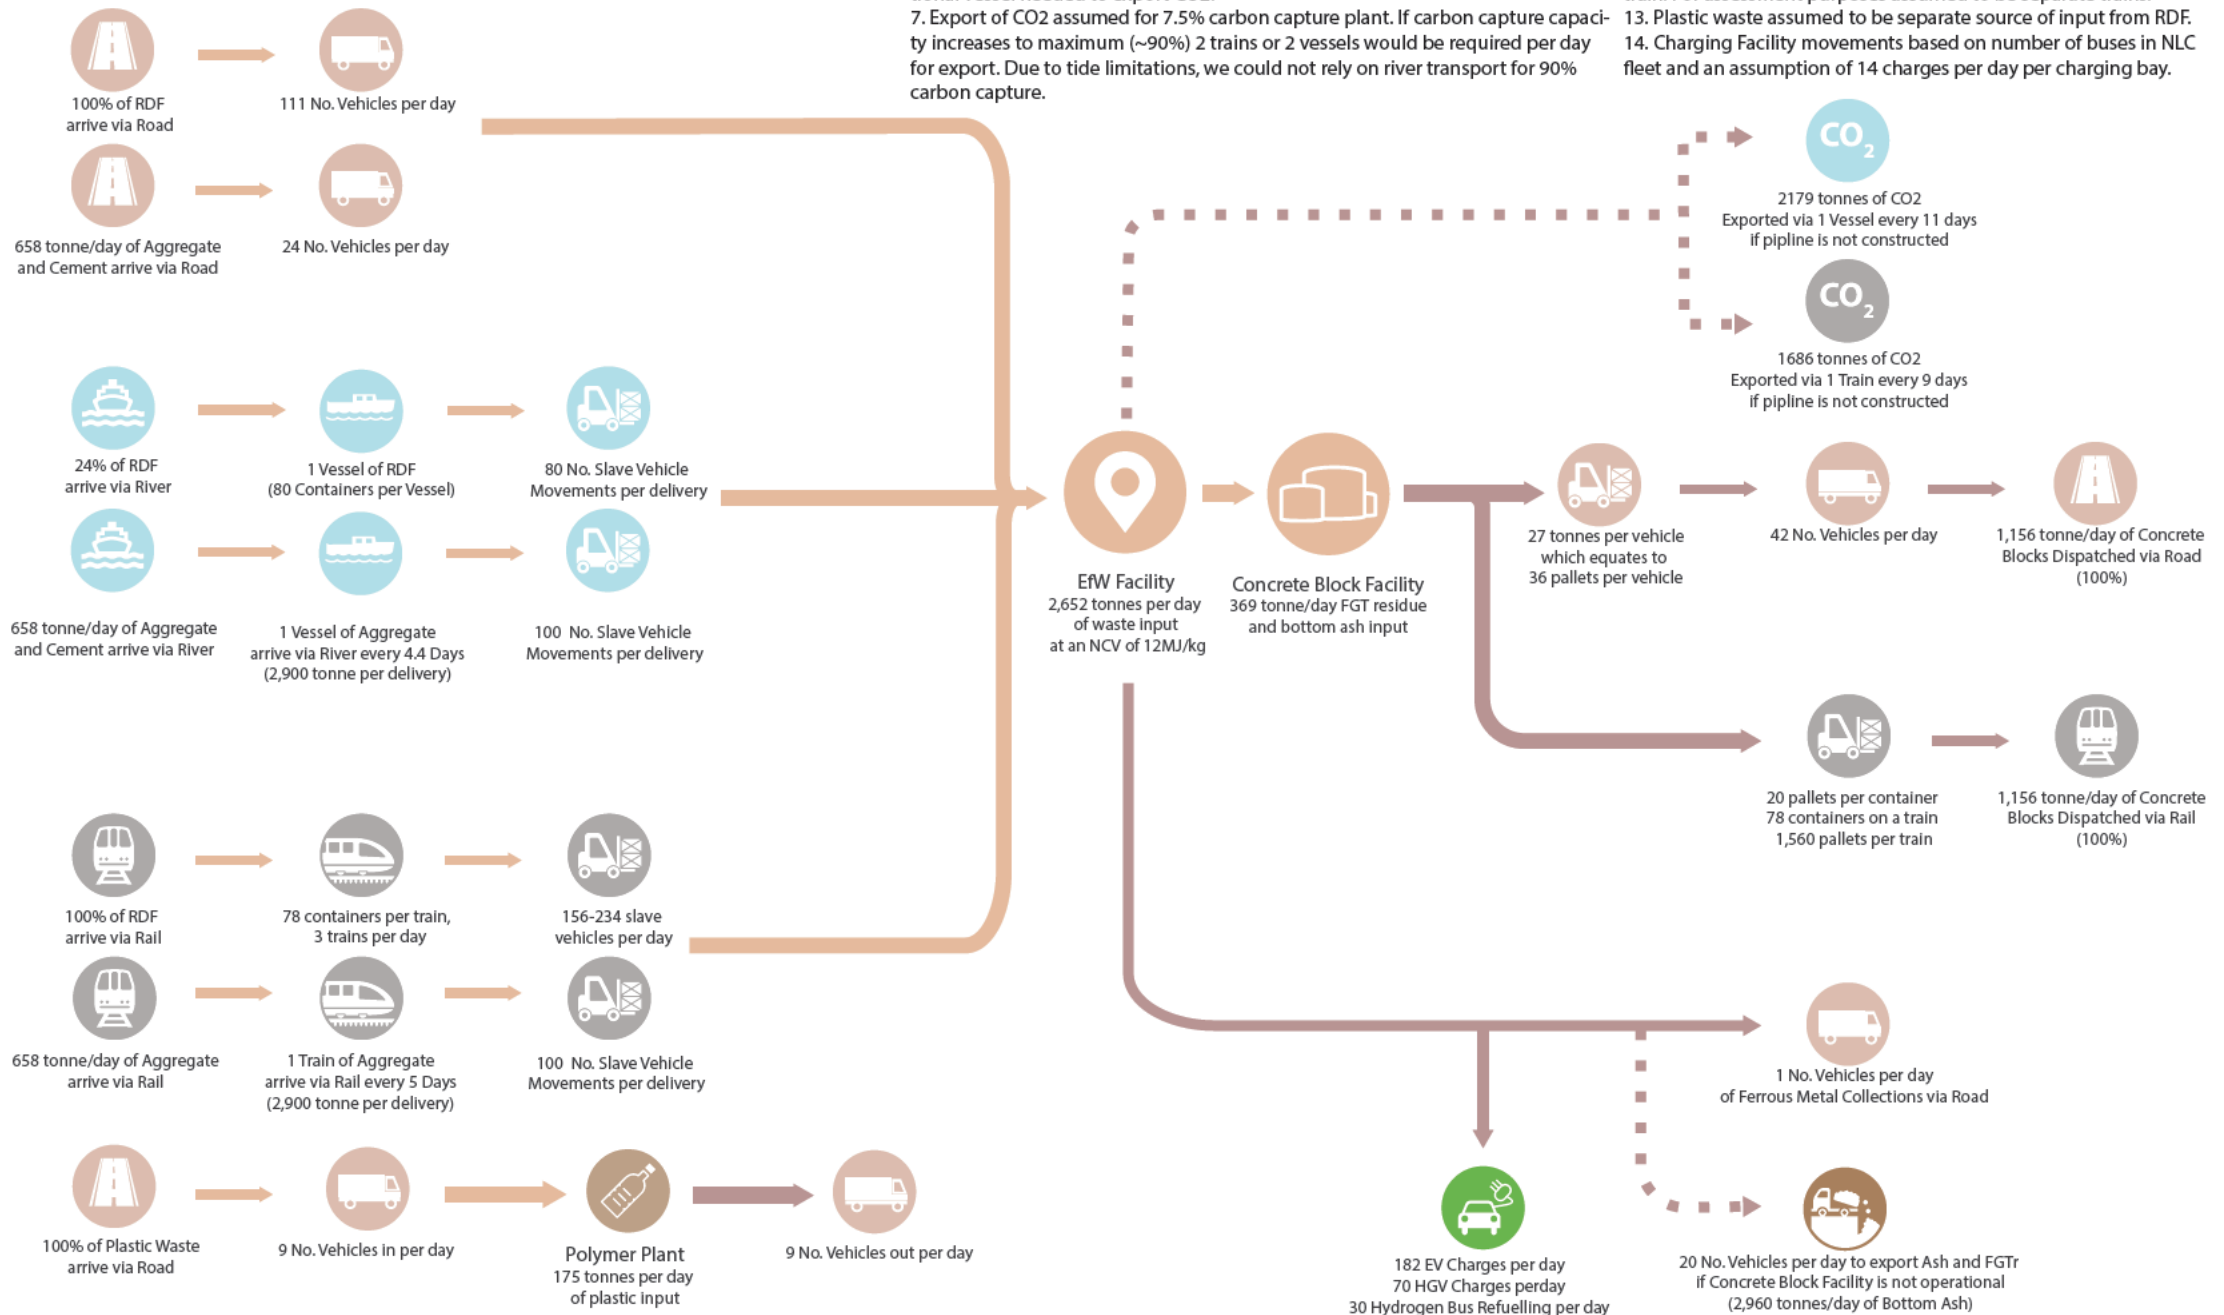 7. Export of CO2 assumed for 7.5% carbon capture plant. If carbon capture capaci-
ty increases to maximum (~90%) 2 trains or 2 vessels would be required per day
for export. Due to tide limitations, we could not rely on river transport for 90%
carbon capture.
13. Plastic waste assumed to be separate source of input from RDF.
14. Charging Facility movements based on number of buses in NLC
fleet and an assumption of 14 charges per day per charging bay.
100% of RDF
arrive via Road
111 No. Vehicles per day
658 tonne/day of Aggregate
and Cement arrive via Road
24 No. Vehicles per day
24% of RDF
arrive via River
1 Vessel of RDF
(80 Containers per Vessel)
80 No. Slave Vehicle
Movements per delivery
658 tonne/day of Aggregate
and Cement arrive via River
1 Vessel of Aggregate
arrive via River every 4.4 Days
(2,900 tonne per delivery)
100 No. Slave Vehicle
Movements per delivery
100% of RDF
arrive via Rail
78 containers per train,
3 trains per day
156-234 slave
vehicles per day
658 tonne/day of Aggregate
arrive via Rail
1 Train of Aggregate
arrive via Rail every 5 Days
(2,900 tonne per delivery)
100 No. Slave Vehicle
Movements per delivery
100% of Plastic Waste
arrive via Road
9 No. Vehicles in per day
Polymer Plant
175 tonnes per day
of plastic input
9 No. Vehicles out per day
EfW Facility
2,652 tonnes per day
of waste input
at an NCV of 12MJ/kg
Concrete Block Facility
369 tonne/day FGT residue
and bottom ash input
CO2
2179 tonnes of CO2
Exported via 1 Vessel every 11 days
if pipline is not constructed
CO2
1686 tonnes of CO2
Exported via 1 Train every 9 days
if pipline is not constructed
27 tonnes per vehicle
which equates to
36 pallets per vehicle
42 No. Vehicles per day
1,156 tonne/day of Concrete
Blocks Dispatched via Road
(100%)
20 pallets per container
78 containers on a train
1,560 pallets per train
1,156 tonne/day of Concrete
Blocks Dispatched via Rail
(100%)
1 No. Vehicles per day
of Ferrous Metal Collections via Road
182 EV Charges per day
70 HGV Charges perday
30 Hydrogen Bus Refuelling per day
20 No. Vehicles per day to export Ash and FGTr
if Concrete Block Facility is not operational
(2,960 tonnes/day of Bottom Ash)